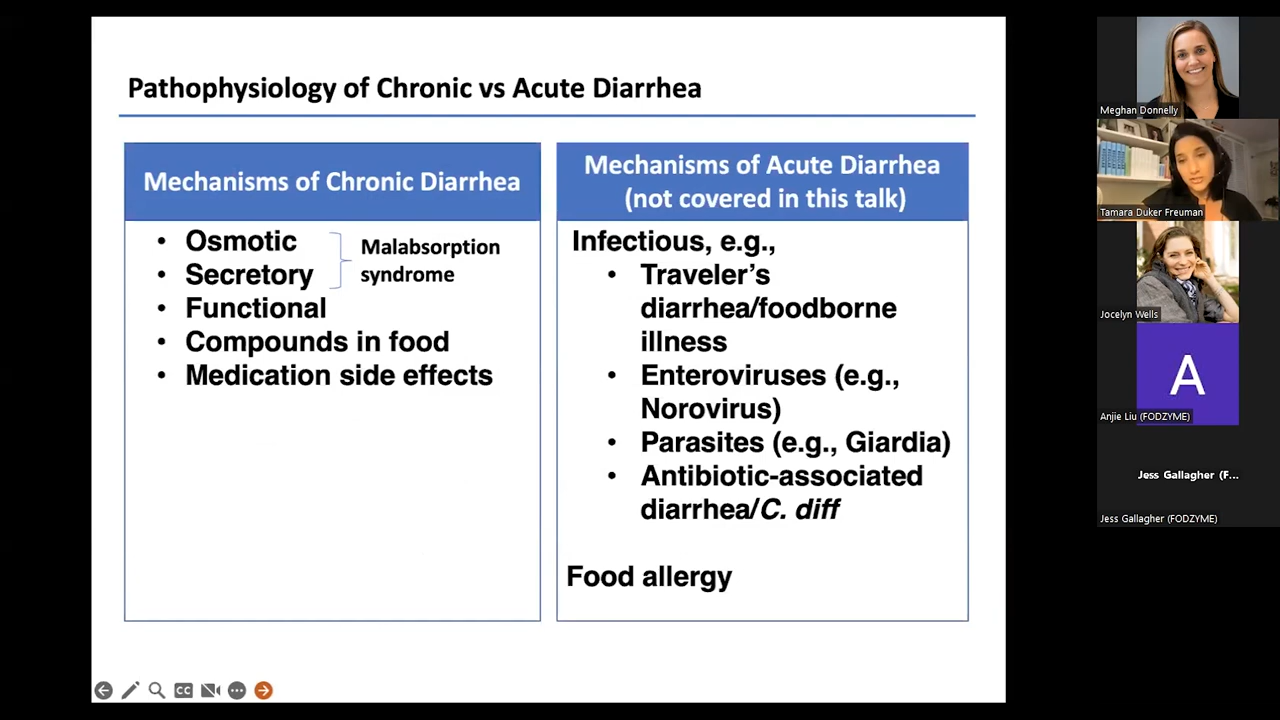 Pathophysiology of Chronic vs Acute Diarrhea
Mechanisms of Chronic Diarrhea
• Osmotic
• Secretory
Malabsorption
syndrome
• Functional
• Compounds in food
• Medication side effects
Mechanisms of Acute Diarrhea
(not covered in this talk)
Infectious, e.g.,
• Traveler's
diarrhea/foodborne
illness
• Enteroviruses (e.g.,
Norovirus)
• Parasites (e.g., Giardia)
• Antibiotic-associated
diarrhea/C. diff
Food allergy
CC
Meghan Donnelly
Tamara Duker Freuman
Jocelyn Wells
A
Anjie Liu (FODZYME)
Jess Gallagher (F...
Jess Gallagher (FODZYME)